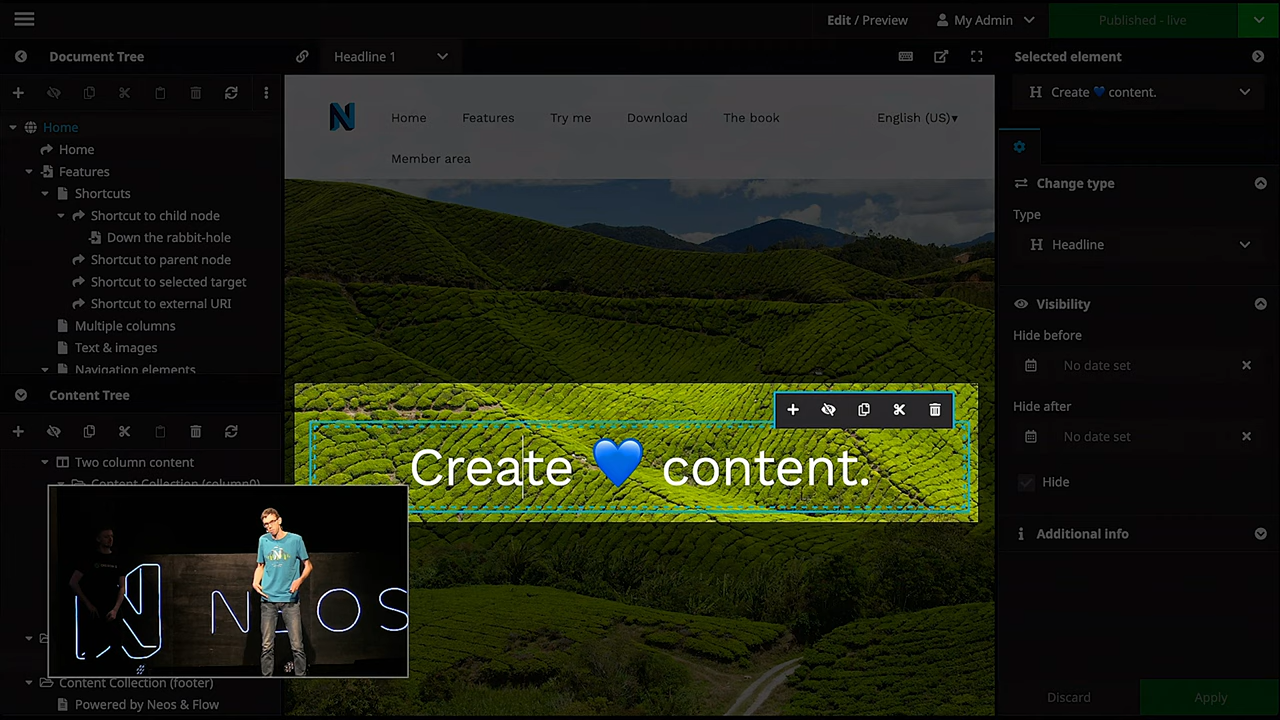 Edit / Preview
My Admin
Published - live
Document Tree
Headline 1
Selected element
Create 💙 content.
Home
Home
Features
Shortcuts
Shortcut to child node
Down the rabbit-hole
Shortcut to parent node
Shortcut to selected target
Shortcut to external URI
Multiple columns
Text & images
Navigation elements
Content Tree
Two column content
Content Collection (column0)
Content Collection (footer)
Powered by Neos & Flow
N
Home
Features
Try me
Download
The book
English (US)▾
Member area
Create 💙 content.
N NEOS
Change type
Type
Headline
Visibility
Hide before
No date set
Hide after
No date set
Hide
Additional info
Discard
Apply